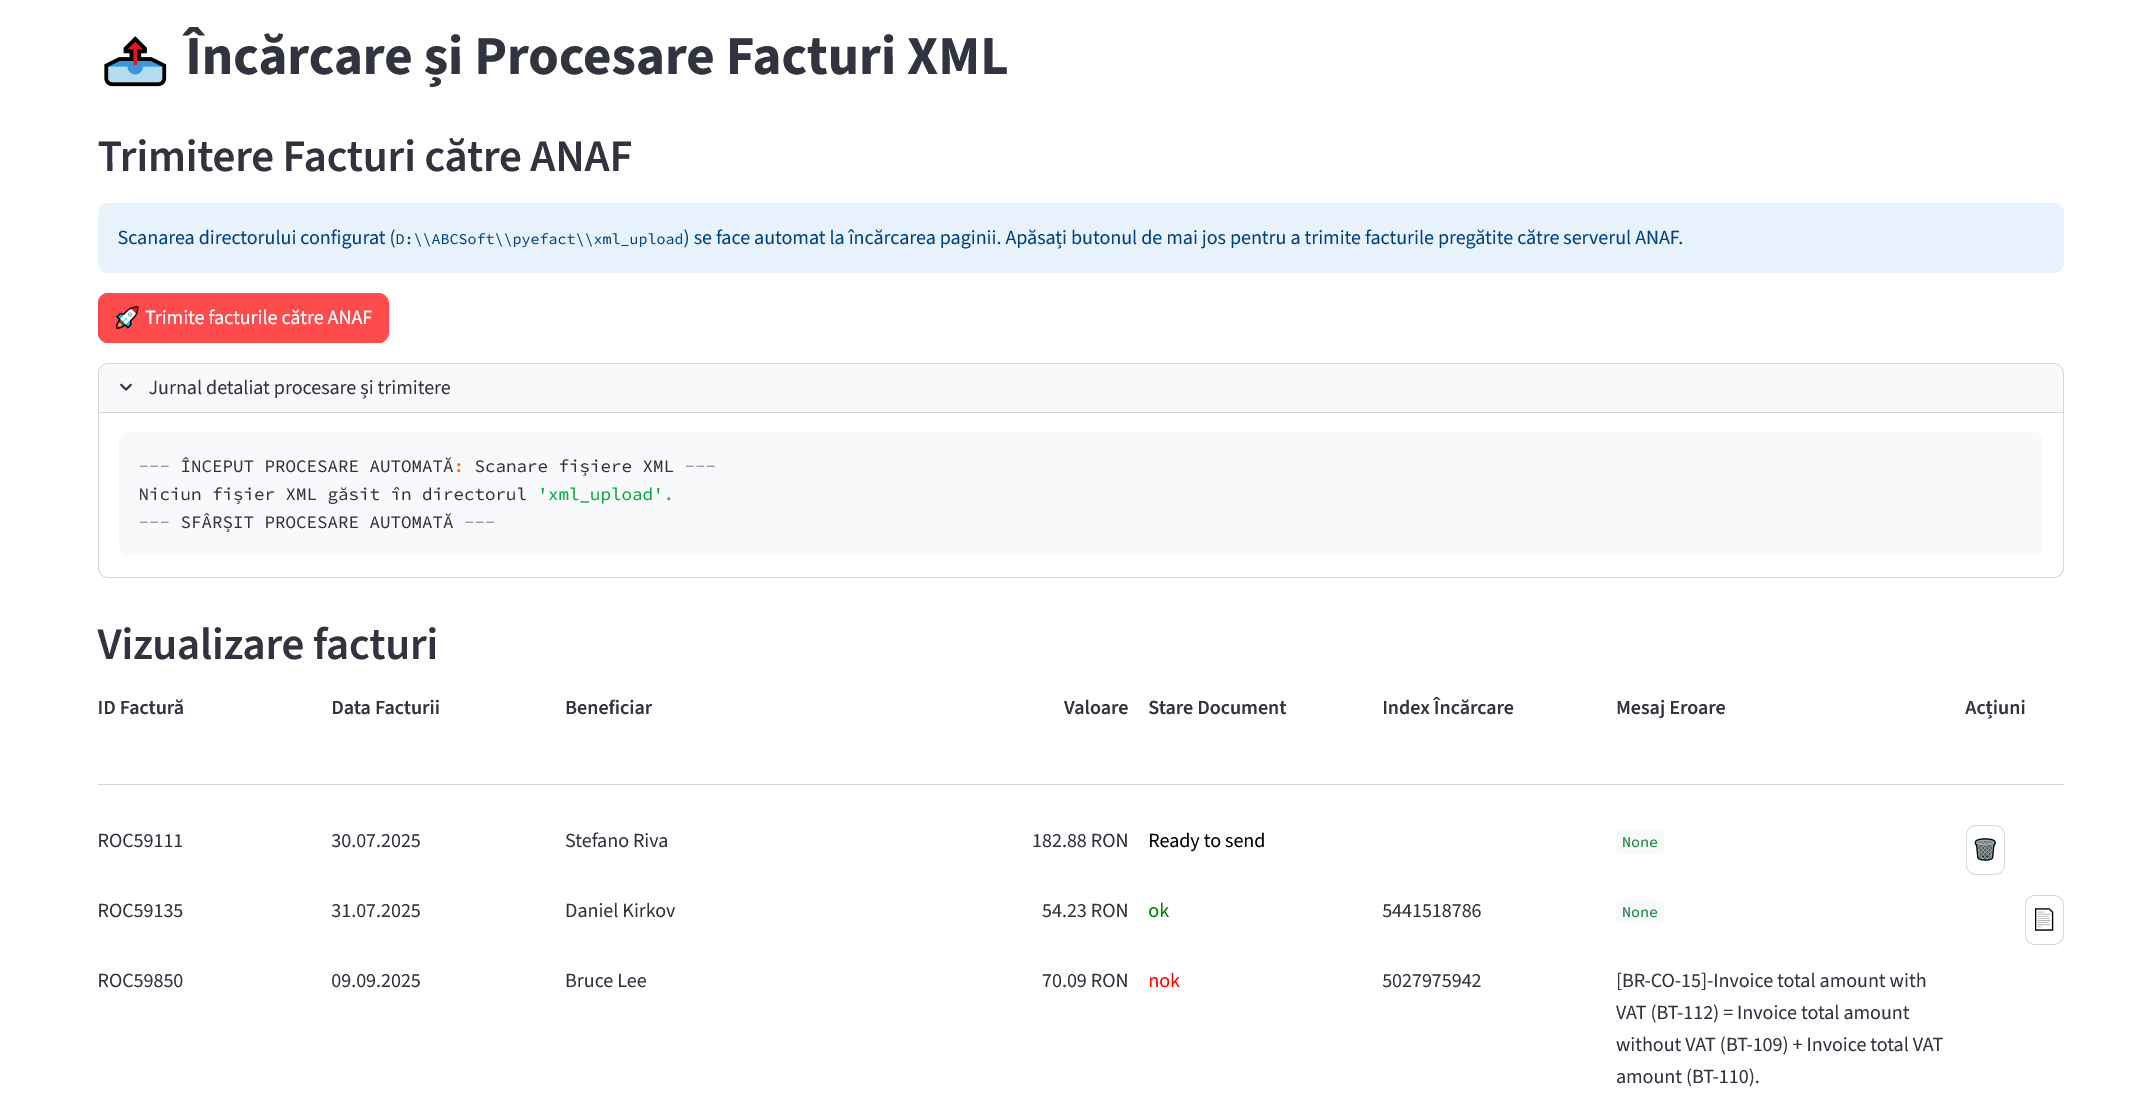 Încărcare și Procesare Facturi XML
Trimitere Facturi către ANAF
Scanarea directorului configurat (D:\\ABCSoft\\pyefact\\xml_upload) se face automat la încărcarea paginii. Apăsați butonul de mai jos pentru a trimite facturile pregătite către serverul ANAF.
Trimite facturile către ANAF
Jurnal detaliat procesare și trimitere
--- ÎNCEPUT PROCESARE AUTOMATĂ: Scanare fișiere XML ---
Niciun fișier XML găsit în directorul 'xml_upload'.
--- SFÂRȘIT PROCESARE AUTOMATĂ ---
Vizualizare facturi
ID Factură Data Facturii Beneficiar Valoare Stare Document Index Încărcare Mesaj Eroare Acțiuni
ROC59111 30.07.2025 Stefano Riva 182.88 RON Ready to send None
ROC59135 31.07.2025 Daniel Kirkov 54.23 RON ok 5441518786 None
ROC59850 09.09.2025 Bruce Lee 70.09 RON nok 5027975942 [BR-CO-15]-Invoice total amount with
VAT (BT-112) = Invoice total amount
without VAT (BT-109) + Invoice total VAT
amount (BT-110).